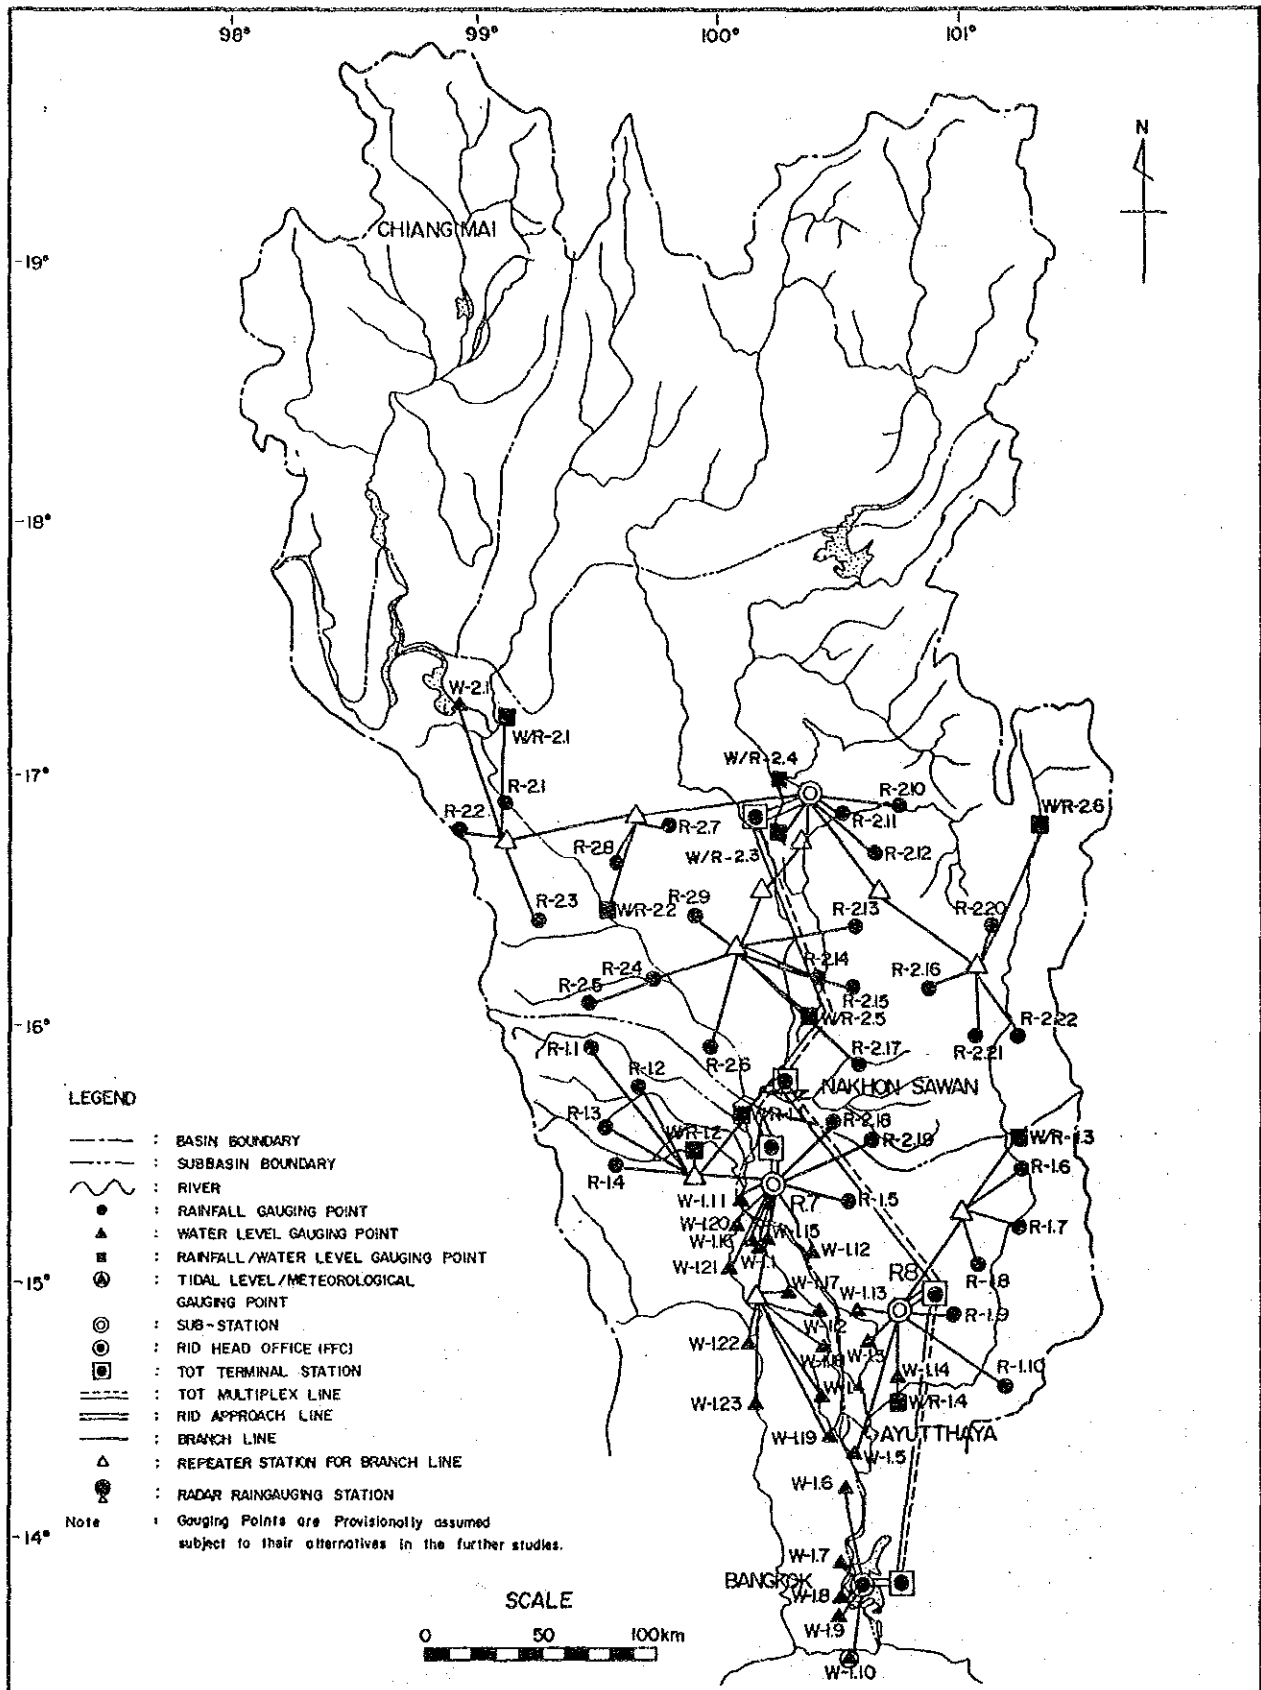 98° 99° 100° 101°
N
CHIANG MAI
19°
18°
W-2.1
W/R-2.1
17°
W/R-2.4
R-2.1
R-2.10
W/R-2.6
R-2.2
R-2.7
R-2.11
R-2.8
W/R-2.3
R-2.12
R-2.3
W/R-2.2
R-2.9
R-2.13
R-2.20
R-2.4
R-2.14
R-2.16
R-2.5
R-2.15
16°
W/R-2.5
R-2.22
R-1.1
R-2.6
R-2.17
R-2.21
R-1.2
NAKHON SAWAN
R-1.3
W/R-1.1
R-2.18
W/R-1.2
R-2.19
W/R-1.3
R-1.4
R-1.6
W-1.11
R.7
R-1.5
W-1.20
W-1.15
R-1.7
W-1.16
W-1.12
W-1.1
15°
W-1.21
R-1.8
W-1.17
W-1.13
R8
R-1.9
W-1.2
W-1.22
W-1.18
W-1.3
W-1.14
R-1.10
W-1.4
W/R-1.4
W-1.23
W-1.19
AYUTTHAYA
W-1.5
W-1.6
14°
W-1.7
BANGKOK
W-1.8
W-1.9
W-1.10
LEGEND
: BASIN BOUNDARY
: SUBBASIN BOUNDARY
: RIVER
: RAINFALL GAUGING POINT
: WATER LEVEL GAUGING POINT
: RAINFALL/WATER LEVEL GAUGING POINT
: TIDAL LEVEL/METEOROLOGICAL
GAUGING POINT
: SUB-STATION
: RID HEAD OFFICE (FFC)
: TOT TERMINAL STATION
: TOT MULTIPLEX LINE
: RID APPROACH LINE
: BRANCH LINE
: REPEATER STATION FOR BRANCH LINE
: RADAR RAINGAUGING STATION
Note : Gauging Points are Provisionally assumed
subject to their alternatives in the further studies.
SCALE
0 50 100km